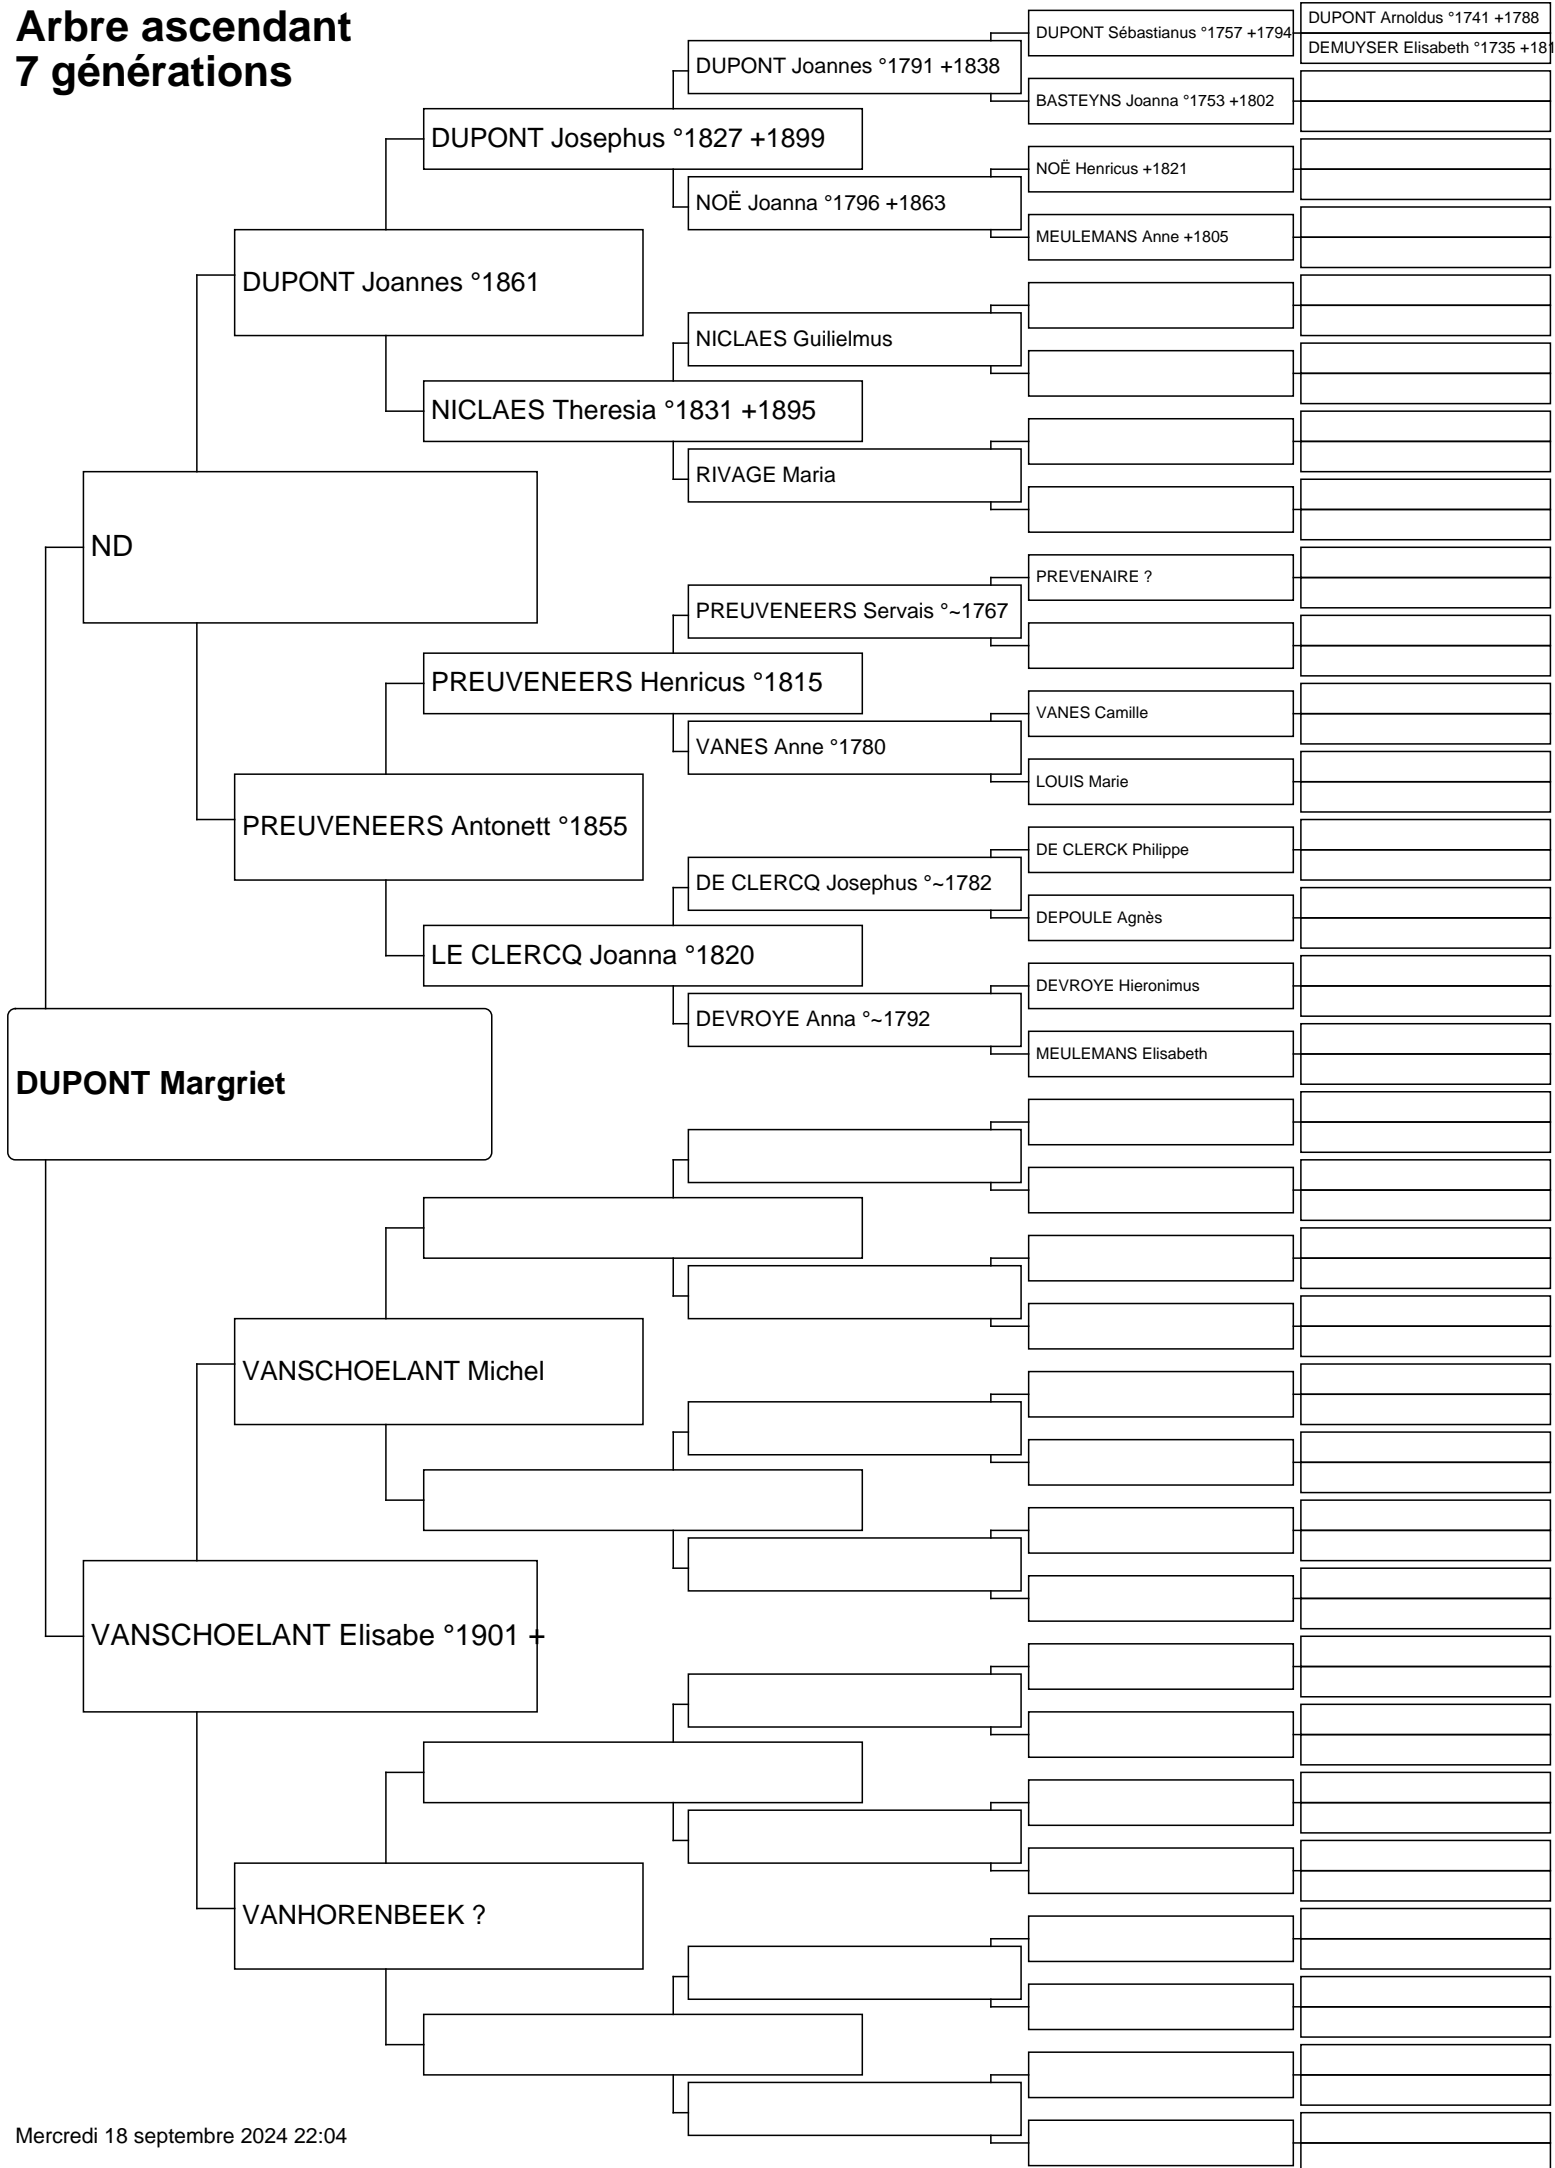 Arbre ascendant
7 générations
DUPONT Sébastianus °1757 +1794
DUPONT Arnoldus °1741 +1788
DEMUYSER Elisabeth °1735 +181
DUPONT Joannes °1791 +1838
BASTEYNS Joanna °1753 +1802
DUPONT Josephus °1827 +1899
NOË Henricus +1821
NOË Joanna °1796 +1863
MEULEMANS Anne +1805
DUPONT Joannes °1861
NICLAES Guilielmus
NICLAES Theresia °1831 +1895
RIVAGE Maria
ND
PREVENAIRE ?
PREUVENEERS Servais °~1767
PREUVENEERS Henricus °1815
VANES Camille
VANES Anne °1780
LOUIS Marie
PREUVENEERS Antonett °1855
DE CLERCK Philippe
DE CLERCQ Josephus °~1782
DEPOULE Agnès
LE CLERCQ Joanna °1820
DEVROYE Hieronimus
DEVROYE Anna °~1792
MEULEMANS Elisabeth
DUPONT Margriet
VANSCHOELANT Michel
VANSCHOELANT Elisabe °1901 +
VANHORENBEEK ?
Mercredi 18 septembre 2024 22:04